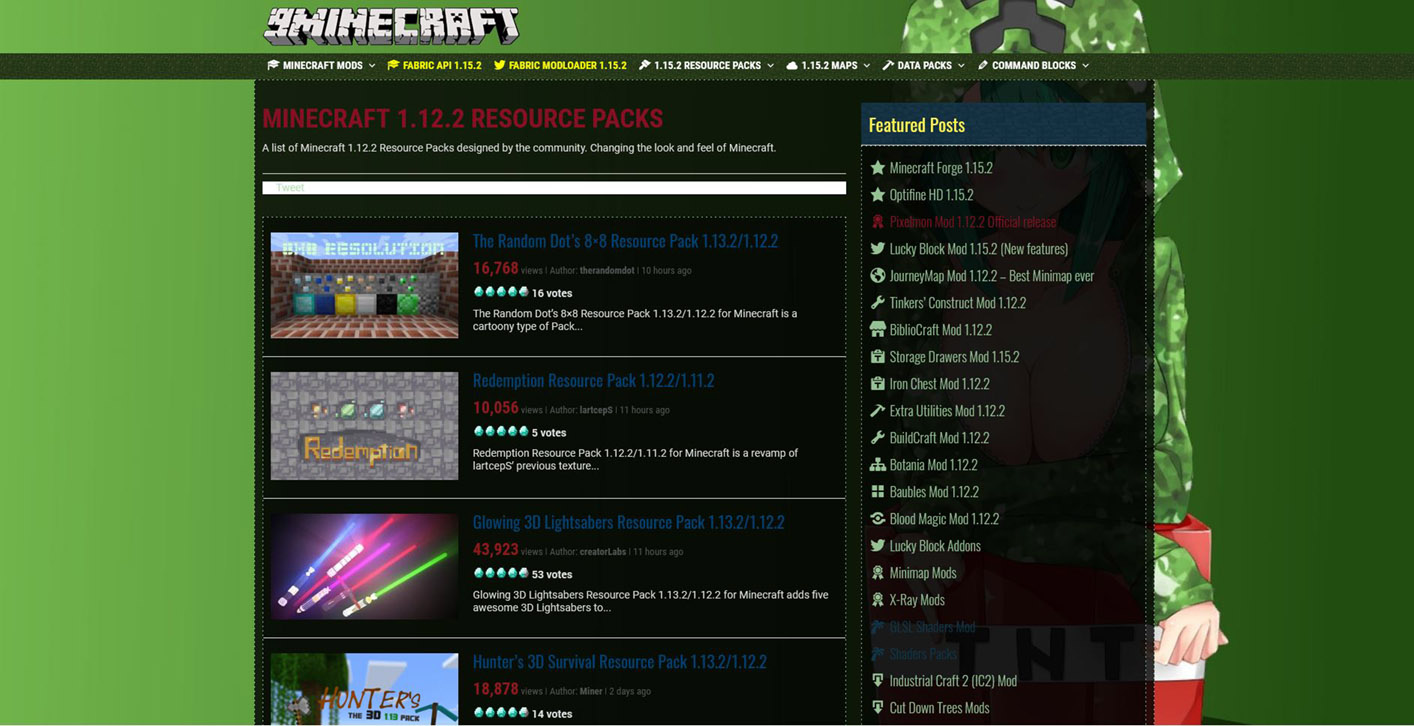 9MINECRAFT
MINECRAFT MODS
FABRIC API 1.15.2
FABRIC MODLOADER 1.15.2
1.15.2 RESOURCE PACKS
1.15.2 MAPS
DATA PACKS
COMMAND BLOCKS
MINECRAFT 1.12.2 RESOURCE PACKS
A list of Minecraft 1.12.2 Resource Packs designed by the community. Changing the look and feel of Minecraft.
Tweet
8X8 RESOLUTION
The Random Dot's 8×8 Resource Pack 1.13.2/1.12.2
16,768 views | Author: therandomdot | 10 hours ago
16 votes
The Random Dot's 8×8 Resource Pack 1.13.2/1.12.2 for Minecraft is a
cartoony type of Pack...
Redemption
Redemption Resource Pack 1.12.2/1.11.2
10,056 views | Author: lartcepS | 11 hours ago
5 votes
Redemption Resource Pack 1.12.2/1.11.2 for Minecraft is a revamp of
lartcepS' previous texture...
Glowing 3D Lightsabers Resource Pack 1.13.2/1.12.2
43,923 views | Author: creatorLabs | 11 hours ago
53 votes
Glowing 3D Lightsabers Resource Pack 1.13.2/1.12.2 for Minecraft adds five
awesome 3D Lightsabers to...
HUNTER'S
THE 3D 1.13 PACK
Hunter's 3D Survival Resource Pack 1.13.2/1.12.2
18,878 views | Author: Miner | 2 days ago
14 votes
Featured Posts
Minecraft Forge 1.15.2
Optifine HD 1.15.2
Pixelmon Mod 1.12.2 Official release
Lucky Block Mod 1.15.2 (New features)
JourneyMap Mod 1.12.2 – Best Minimap ever
Tinkers' Construct Mod 1.12.2
BiblioCraft Mod 1.12.2
Storage Drawers Mod 1.15.2
Iron Chest Mod 1.12.2
Extra Utilities Mod 1.12.2
BuildCraft Mod 1.12.2
Botania Mod 1.12.2
Baubles Mod 1.12.2
Blood Magic Mod 1.12.2
Lucky Block Addons
Minimap Mods
X-Ray Mods
GLSL Shaders Mod
Shaders Packs
Industrial Craft 2 (IC2) Mod
Cut Down Trees Mods
TNT